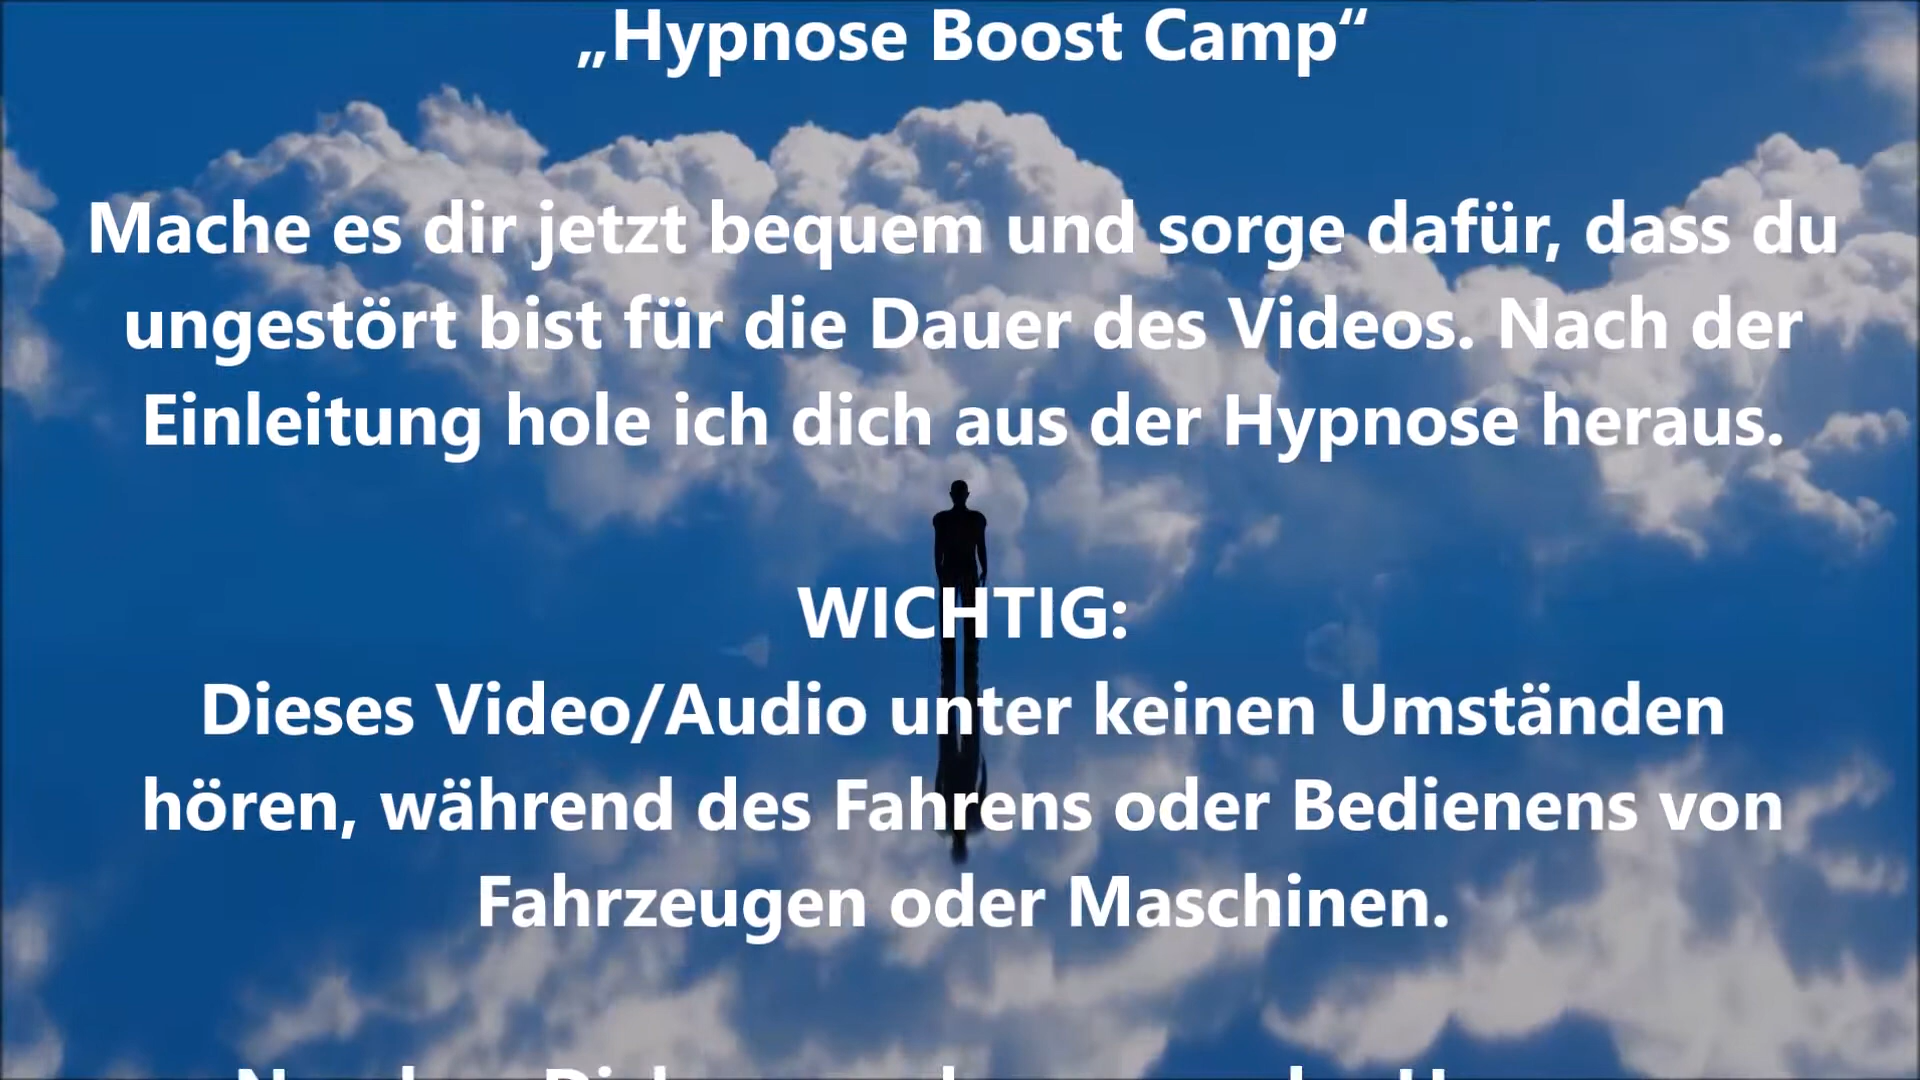 „Hypnose Boost Camp“
Mache es dir jetzt bequem und sorge dafür, dass du
ungestört bist für die Dauer des Videos. Nach der
Einleitung hole ich dich aus der Hypnose heraus.
WICHTIG:
Dieses Video/Audio unter keinen Umständen
hören, während des Fahrens oder Bedienens von
Fahrzeugen oder Maschinen.